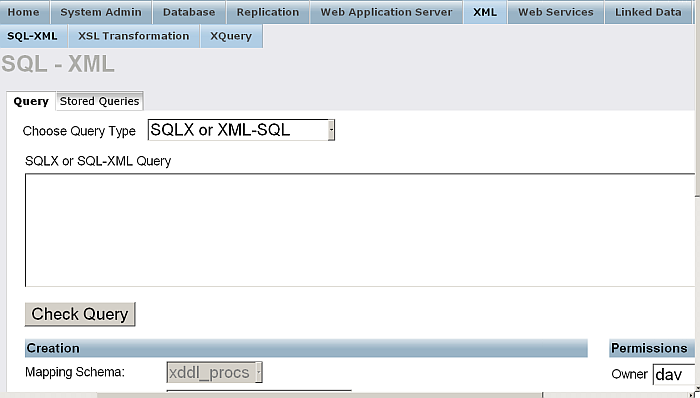 Home System Admin Database Replication Web Application Server XML Web Services Linked Data
SQL-XML XSL Transformation XQuery
SQL - XML
Query Stored Queries
Choose Query Type SQLX or XML-SQL
SQLX or SQL-XML Query
Check Query
Creation Permissions
Mapping Schema: xddl_procs Owner dav